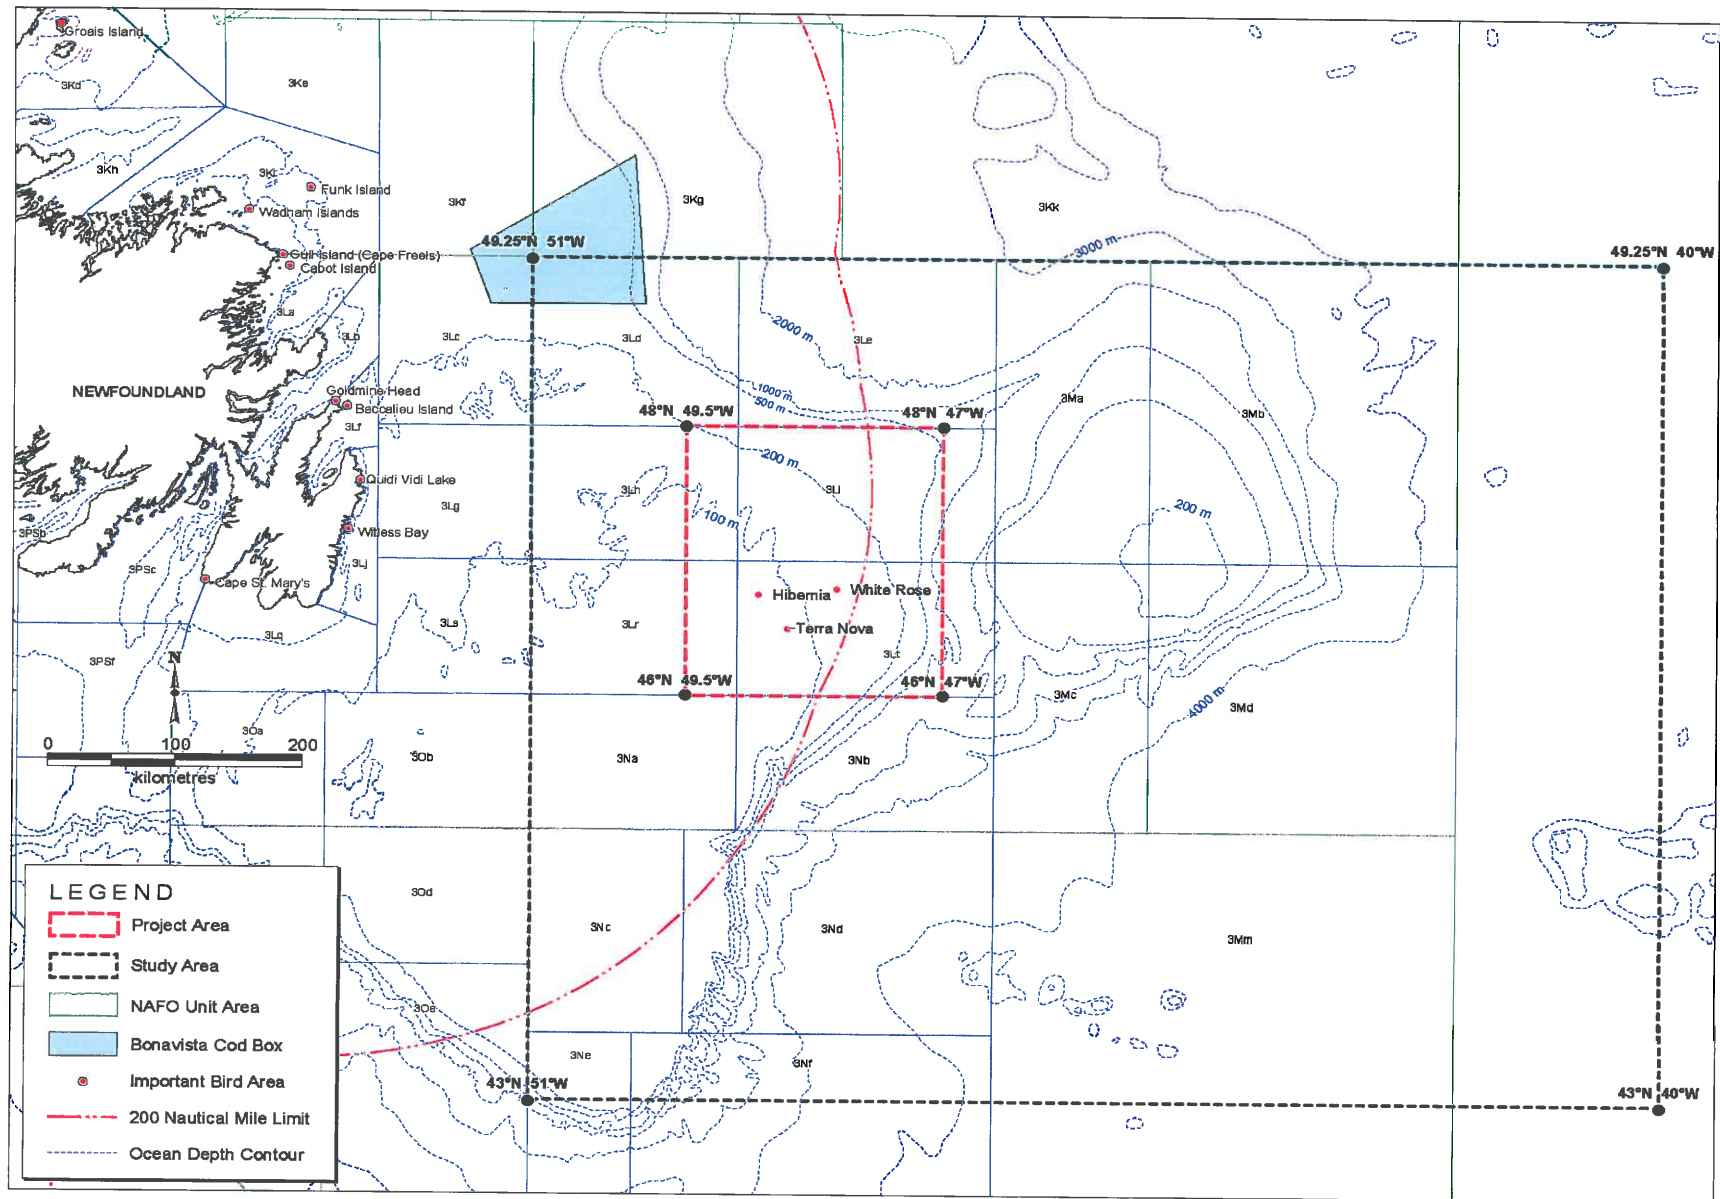 Groais Island
3Kd
3Ke
3Kh
3Ki
Funk Island
Wadham Islands
3Kf
3Kg
3Kk
Gull Island (Cape Freels)
Cabot Island
49.25°N 51°W
3000 m
49.25°N 40°W
3La
3Lb
3Lc
3Ld
2000 m
3Le
NEWFOUNDLAND
Goldmine Head
Baccalieu Island
1000 m
500 m
3Ma
3Mb
48°N 49.5°W
48°N 47°W
3Lf
200 m
Quidi Vidi Lake
3Lg
3Lh
3Li
100 m
200 m
3PSb
Witless Bay
3PSc
3Lj
Cape St. Mary's
Hibernia
White Rose
Terra Nova
3Lq
3Ls
3Lr
3Lt
3PSf
N
46°N 49.5°W
46°N 47°W
3Mc
4000 m
3Md
3Oa
0 100 200
kilometres
3Ob
3Na
3Nb
LEGEND
Project Area
Study Area
NAFO Unit Area
Bonavista Cod Box
Important Bird Area
200 Nautical Mile Limit
Ocean Depth Contour
3Od
3Nc
3Nd
3Mm
3Oe
3Ne
3Nf
43°N 51°W
43°N 40°W